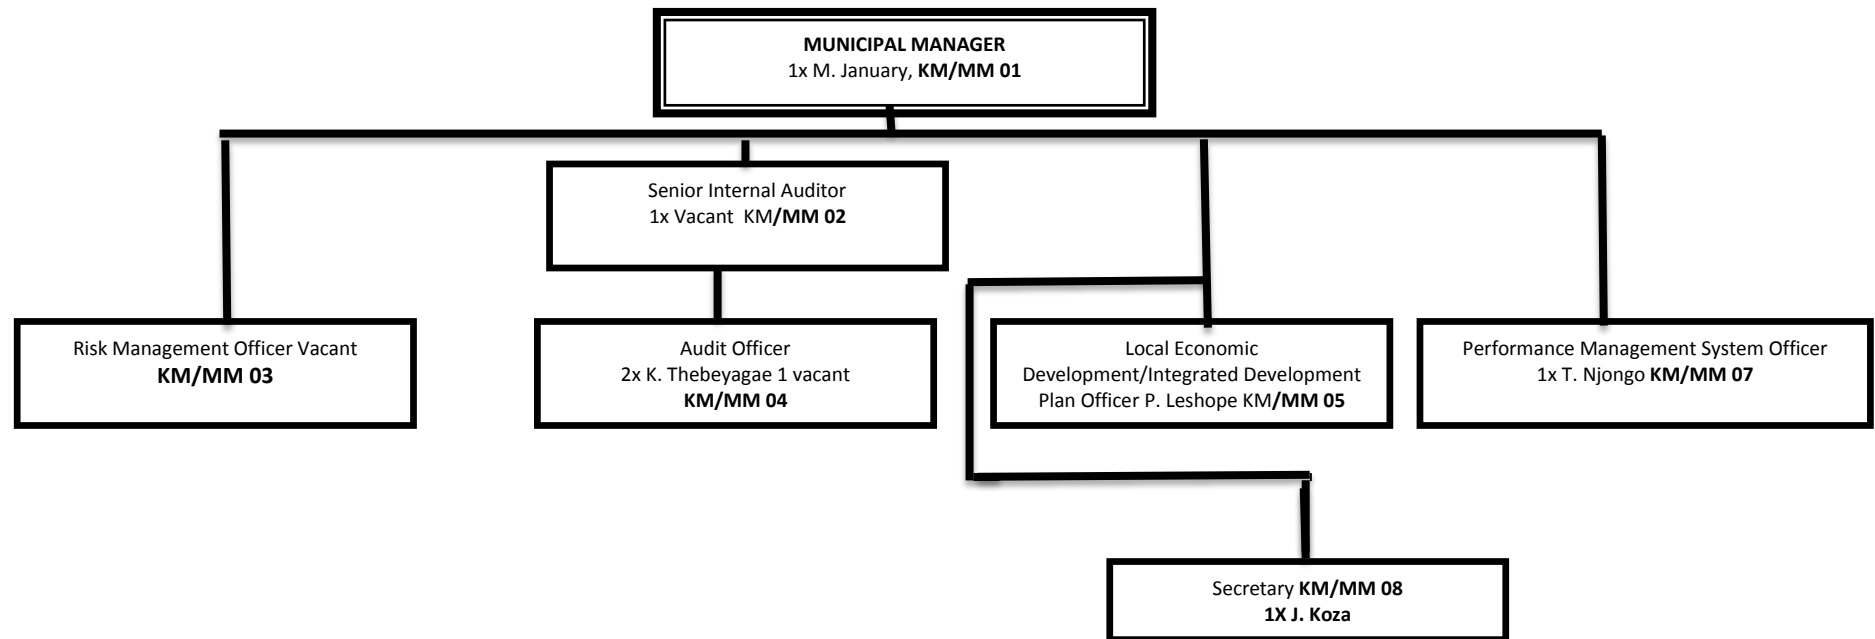 MUNICIPAL MANAGER
1x M. January, KM/MM 01
Senior Internal Auditor
1x Vacant KM/MM 02
Risk Management Officer Vacant
KM/MM 03
Audit Officer
2x K. Thebeyagae 1 vacant
KM/MM 04
Local Economic
Development/Integrated Development
Plan Officer P. Leshope KM/MM 05
Performance Management System Officer
1x T. Njongo KM/MM 07
Secretary KM/MM 08
1X J. Koza